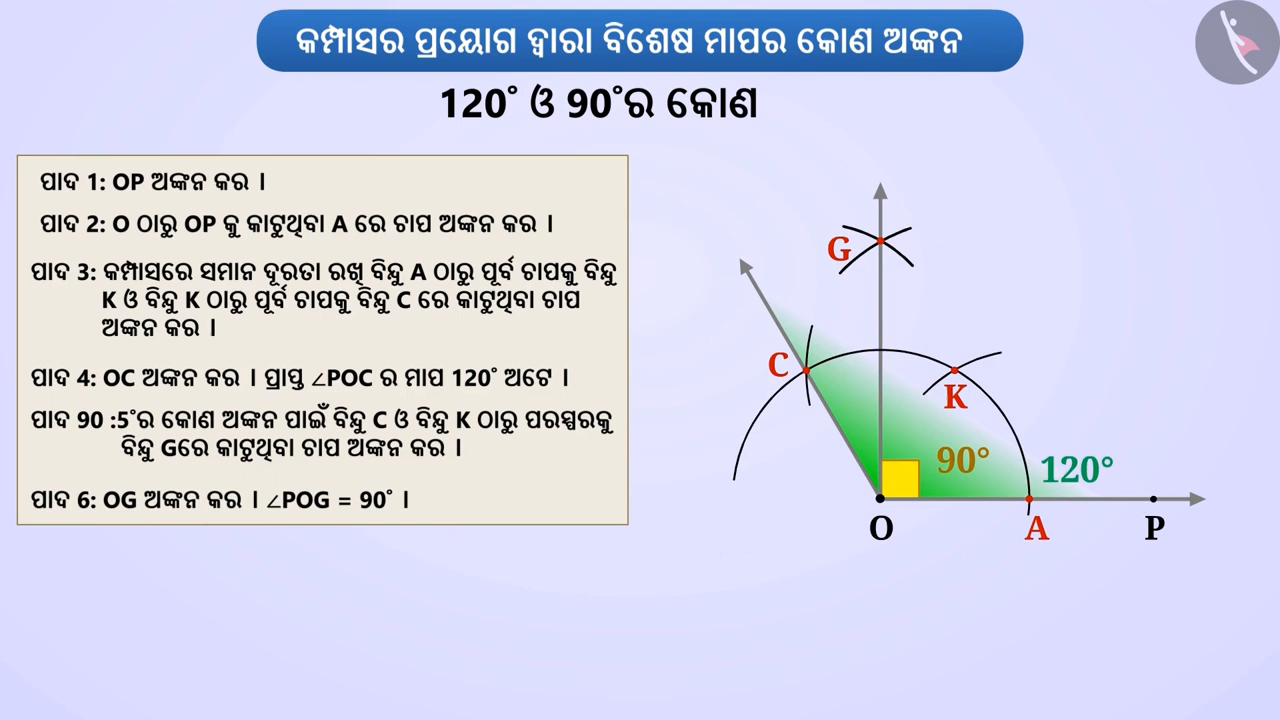 କମ୍ପାସର ପ୍ରୟୋଗ ଦ୍ୱାରା ବିଶେଷ ମାପର କୋଣ ଅଙ୍କନ
120° ଓ 90°ର କୋଣ
ପାଦ 1: OP ଅଙ୍କନ କର ।
ପାଦ 2: O ଠାରୁ OP କୁ କାଟୁଥିବା A ରେ ଚାପ ଅଙ୍କନ କର ।
ପାଦ 3: କମ୍ପାସରେ ସମାନ ଦୂରତା ରଖି ବିନ୍ଦୁ A ଠାରୁ ପୂର୍ବ ଚାପକୁ ବିନ୍ଦୁ
K ଓ ବିନ୍ଦୁ K ଠାରୁ ପୂର୍ବ ଚାପକୁ ବିନ୍ଦୁ C ରେ କାଟୁଥିବା ଚାପ
ଅଙ୍କନ କର ।
ପାଦ 4: OC ଅଙ୍କନ କର । ପ୍ରାପ୍ତ ∠POC ର ମାପ 120° ଅଟେ ।
ପାଦ 90 :5°ର କୋଣ ଅଙ୍କନ ପାଇଁ ବିନ୍ଦୁ C ଓ ବିନ୍ଦୁ K ଠାରୁ ପରସ୍ପରକୁ
ବିନ୍ଦୁ Gରେ କାଟୁଥିବା ଚାପ ଅଙ୍କନ କର ।
ପାଦ 6: OG ଅଙ୍କନ କର । ∠POG = 90° ।
G
C
K
90°
120°
O
A
P